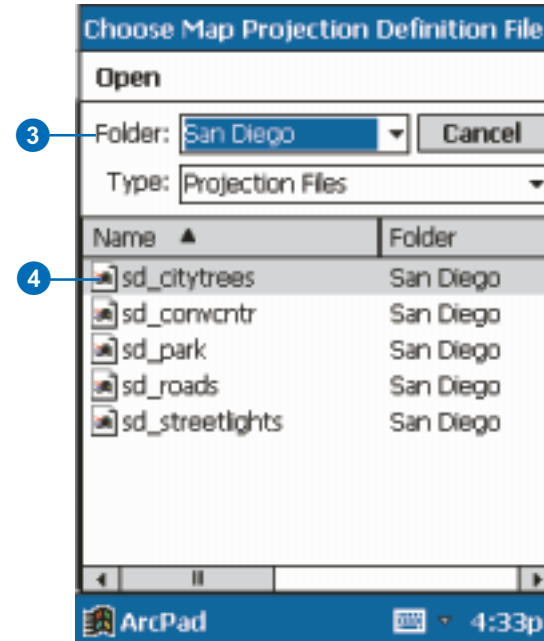 Choose Map Projection Definition File
Open
3 Folder: San Diego Cancel
Type: Projection Files
Name Folder
4 sd_citytrees San Diego
sd_convcntr San Diego
sd_park San Diego
sd_roads San Diego
sd_streetlights San Diego
ArcPad 4:33p